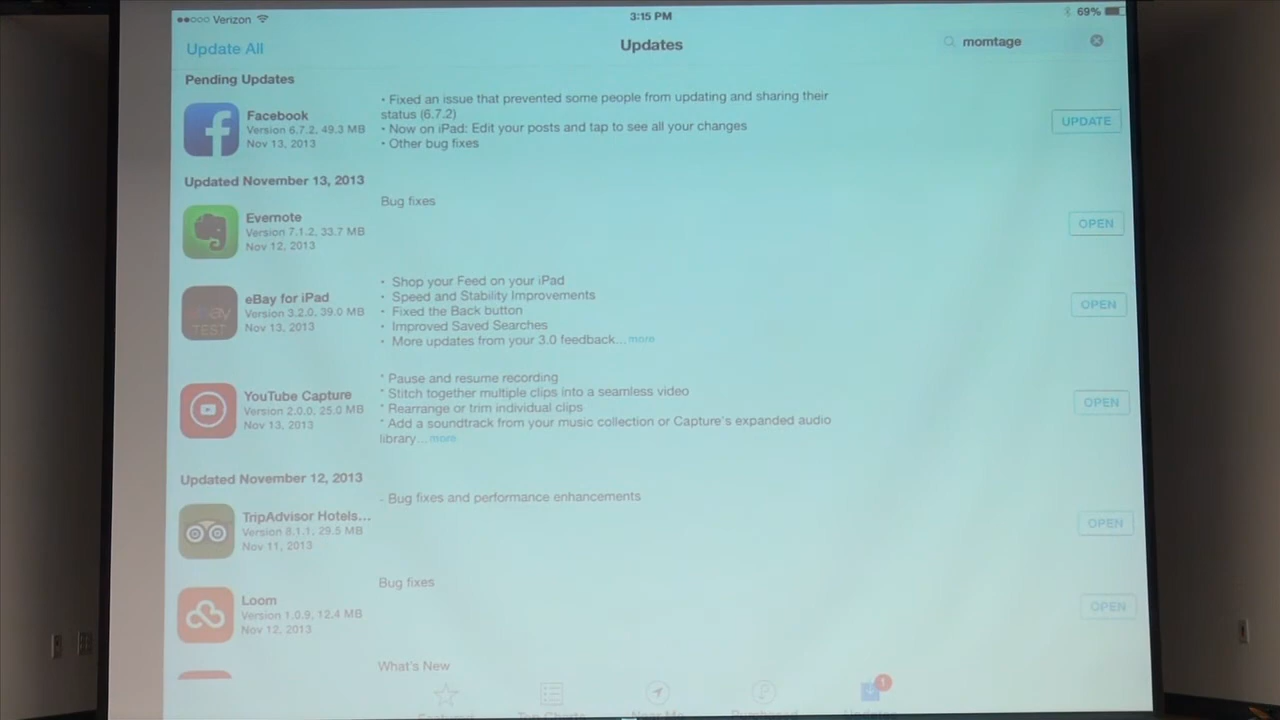 Verizon
3:15 PM
69%
Update All
Updates
momtage
Pending Updates
Facebook
Version 6.7.2, 49.3 MB
Nov 13, 2013
• Fixed an issue that prevented some people from updating and sharing their
status (6.7.2)
• Now on iPad: Edit your posts and tap to see all your changes
• Other bug fixes
UPDATE
Updated November 13, 2013
Evernote
Version 7.1.2, 33.7 MB
Nov 12, 2013
Bug fixes
OPEN
eBay for iPad
Version 3.2.0, 39.0 MB
Nov 13, 2013
ebay
TEST
• Shop your Feed on your iPad
• Speed and Stability Improvements
• Fixed the Back button
• Improved Saved Searches
• More updates from your 3.0 feedback... more
OPEN
YouTube Capture
Version 2.0.0, 25.0 MB
Nov 13, 2013
* Pause and resume recording
* Stitch together multiple clips into a seamless video
* Rearrange or trim individual clips
* Add a soundtrack from your music collection or Capture's expanded audio
library... more
OPEN
Updated November 12, 2013
TripAdvisor Hotels...
Version 8.1.1, 29.5 MB
Nov 11, 2013
- Bug fixes and performance enhancements
OPEN
Loom
Version 1.0.9, 12.4 MB
Nov 12, 2013
Bug fixes
OPEN
What's New
1
Featured
Top Charts
Near Me
Purchased
Updates